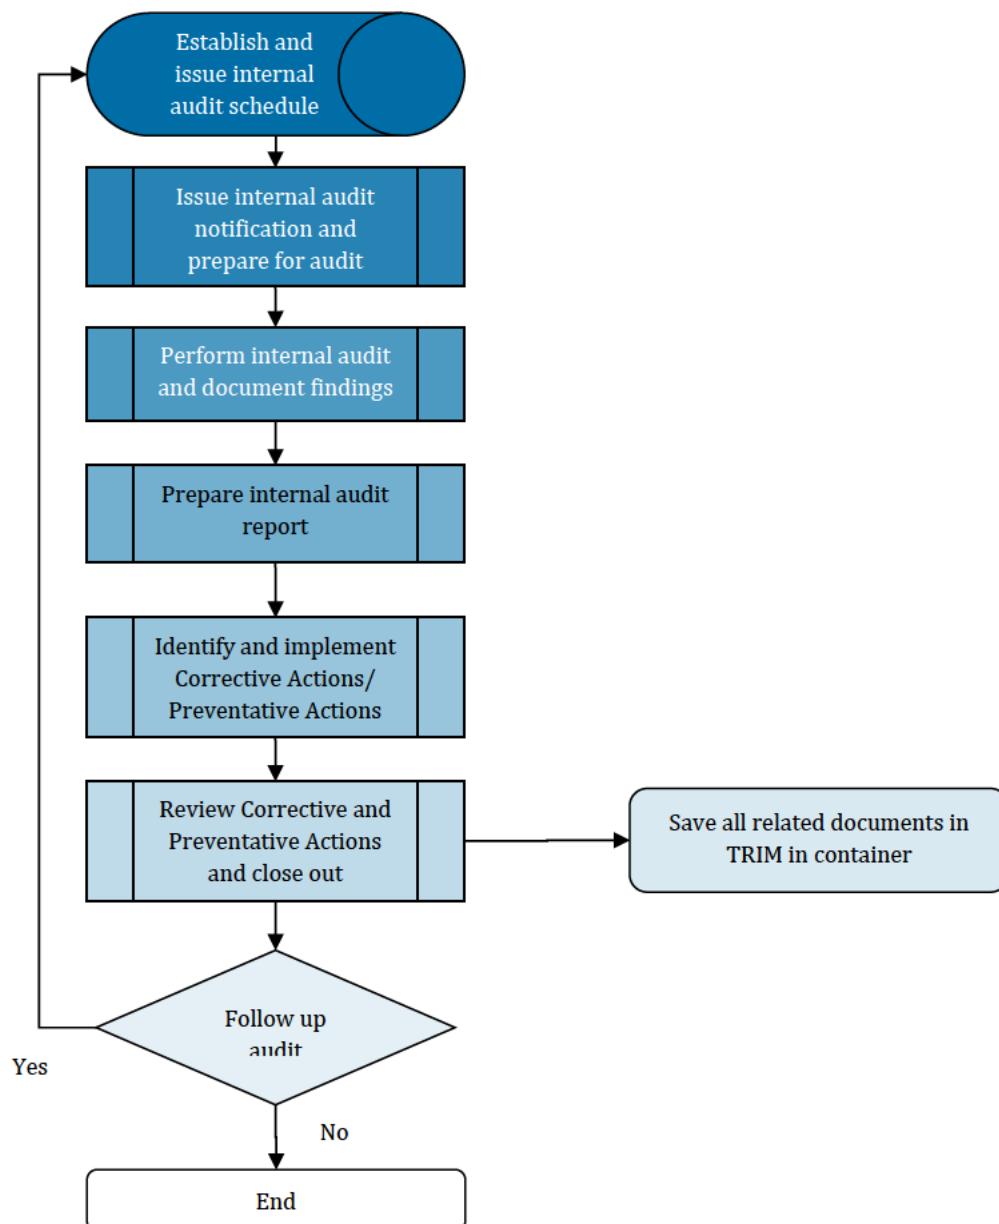 Establish and
issue internal
audit schedule
Issue internal audit
notification and
prepare for audit
Perform internal audit
and document findings
Prepare internal audit
report
Identify and implement
Corrective Actions/
Preventative Actions
Review Corrective and
Preventative Actions
and close out
Save all related documents in
TRIM in container
Follow up
audit
Yes
No
End